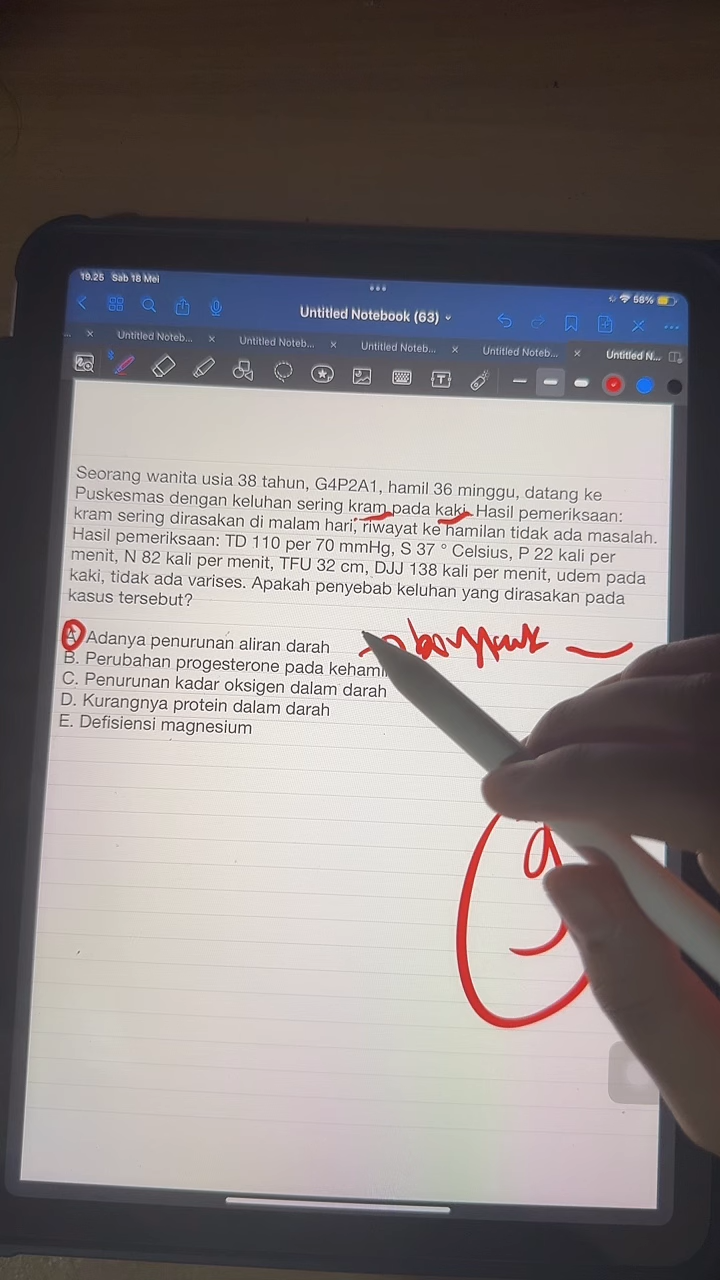 19.25 Sab 18 Mei
58%
Untitled Notebook (63)
Untitled Noteb...
Untitled Noteb...
Untitled Noteb...
Untitled Noteb...
Untitled N...
Seorang wanita usia 38 tahun, G4P2A1, hamil 36 minggu, datang ke
Puskesmas dengan keluhan sering kram pada kaki. Hasil pemeriksaan:
kram sering dirasakan di malam hari, riwayat ke hamilan tidak ada masalah.
Hasil pemeriksaan: TD 110 per 70 mmHg, S 37 ° Celsius, P 22 kali per
menit, N 82 kali per menit, TFU 32 cm, DJJ 138 kali per menit, udem pada
kaki, tidak ada varises. Apakah penyebab keluhan yang dirasakan pada
kasus tersebut?
A. Adanya penurunan aliran darah
B. Perubahan progesterone pada kehamil
C. Penurunan kadar oksigen dalam darah
D. Kurangnya protein dalam darah
E. Defisiensi magnesium